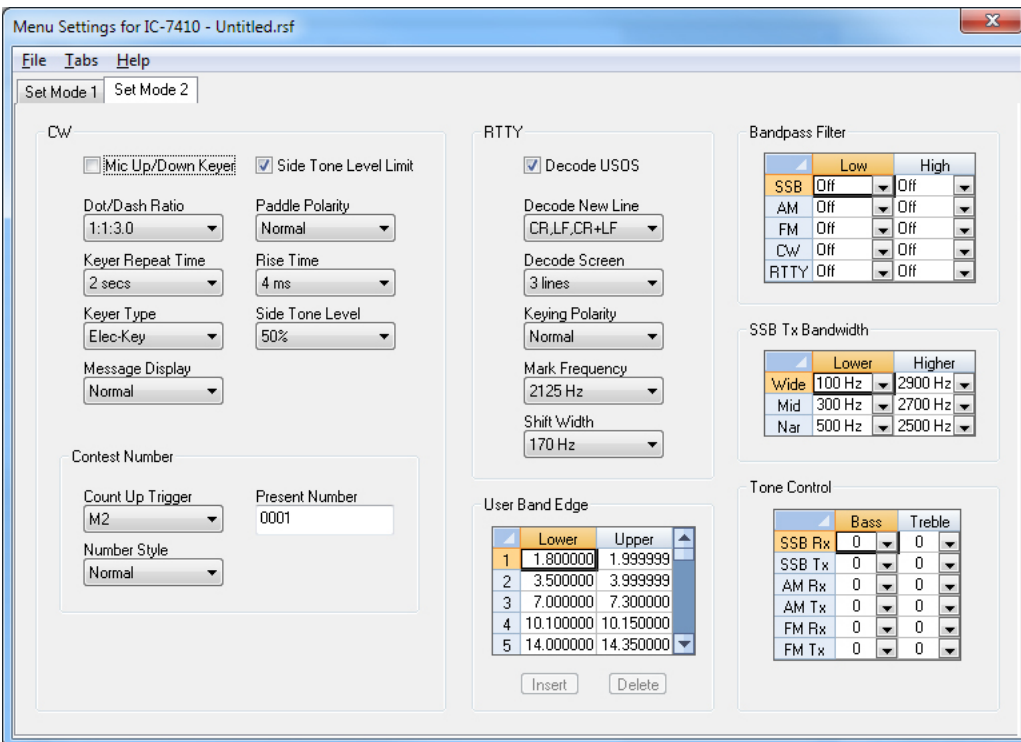 Menu Settings for IC-7410 - Untitled.rsf
File Tabs Help
Set Mode 1 Set Mode 2
CW
Mic Up/Down Keyer Side Tone Level Limit
Dot/Dash Ratio Paddle Polarity
1:1:3.0 Normal
Keyer Repeat Time Rise Time
2 secs 4 ms
Keyer Type Side Tone Level
Elec-Key 50%
Message Display
Normal
Contest Number
Count Up Trigger Present Number
M2 0001
Number Style
Normal
RTTY
Decode USOS
Decode New Line
CR,LF,CR+LF
Decode Screen
3 lines
Keying Polarity
Normal
Mark Frequency
2125 Hz
Shift Width
170 Hz
User Band Edge
Lower Upper
1 1.800000 1.999999
2 3.500000 3.999999
3 7.000000 7.300000
4 10.100000 10.150000
5 14.000000 14.350000
Insert Delete
Bandpass Filter
Low High
SSB Off Off
AM Off Off
FM Off Off
CW Off Off
RTTY Off Off
SSB Tx Bandwidth
Lower Higher
Wide 100 Hz 2900 Hz
Mid 300 Hz 2700 Hz
Nar 500 Hz 2500 Hz
Tone Control
Bass Treble
SSB Rx 0 0
SSB Tx 0 0
AM Rx 0 0
AM Tx 0 0
FM Rx 0 0
FM Tx 0 0